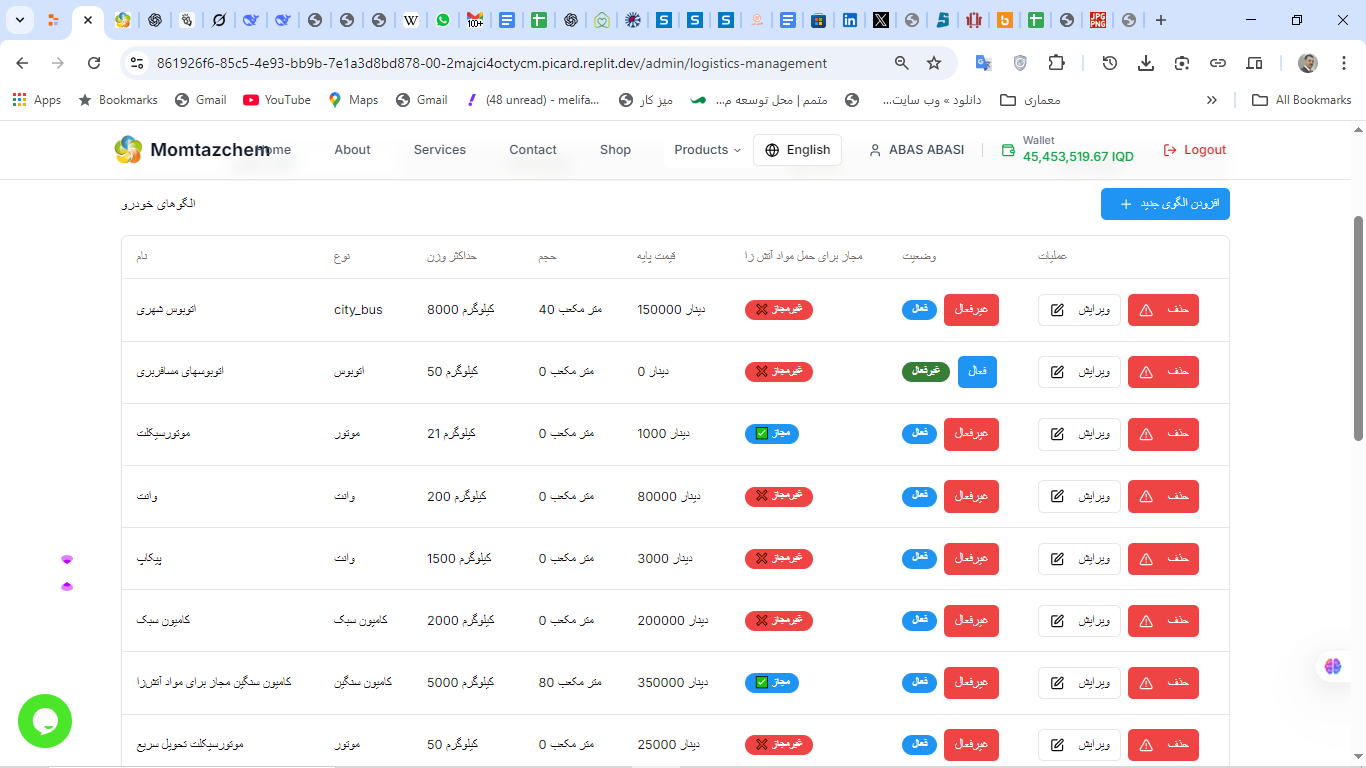 861926f6-85c5-4e93-bb9b-7e1a3d8bd878-00-2majci4octycm.picard.replit.dev/admin/logistics-management
Apps Bookmarks Gmail YouTube Maps Gmail (48 unread) - melifa... میز کار متمم | محل توسعه م... دانلود » وب سایت... معماری » All Bookmarks
Momtazchem Home About Services Contact Shop Products English ABAS ABASI Wallet 45,453,519.67 IQD Logout
الگوهای خودرو
افزودن الگوی جدید
نام نوع حداکثر وزن حجم قیمت پایه مجاز برای حمل مواد آتش زا وضعیت عملیات
اتوبوس شهری city_bus 8000 کیلوگرم 40 متر مکعب 150000 دینار ❌ غیرمجاز فعال غیرفعال ویرایش حذف
اتوبوسهای مسافربری اتوبوس 50 کیلوگرم 0 متر مکعب 0 دینار ❌ غیرمجاز غیرفعال فعال ویرایش حذف
موتورسیکلت موتور 21 کیلوگرم 0 متر مکعب 1000 دینار ✅ مجاز فعال غیرفعال ویرایش حذف
وانت وانت 200 کیلوگرم 0 متر مکعب 80000 دینار ❌ غیرمجاز فعال غیرفعال ویرایش حذف
پیکاپ وانت 1500 کیلوگرم 0 متر مکعب 3000 دینار ❌ غیرمجاز فعال غیرفعال ویرایش حذف
کامیون سبک کامیون سبک 2000 کیلوگرم 0 متر مکعب 200000 دینار ❌ غیرمجاز فعال غیرفعال ویرایش حذف
کامیون سنگین مجاز برای مواد آتش‌زا کامیون سنگین 5000 کیلوگرم 80 متر مکعب 350000 دینار ✅ مجاز فعال غیرفعال ویرایش حذف
موتورسیکلت تحویل سریع موتور 50 کیلوگرم 0 متر مکعب 25000 دینار ❌ غیرمجاز فعال غیرفعال ویرایش حذف